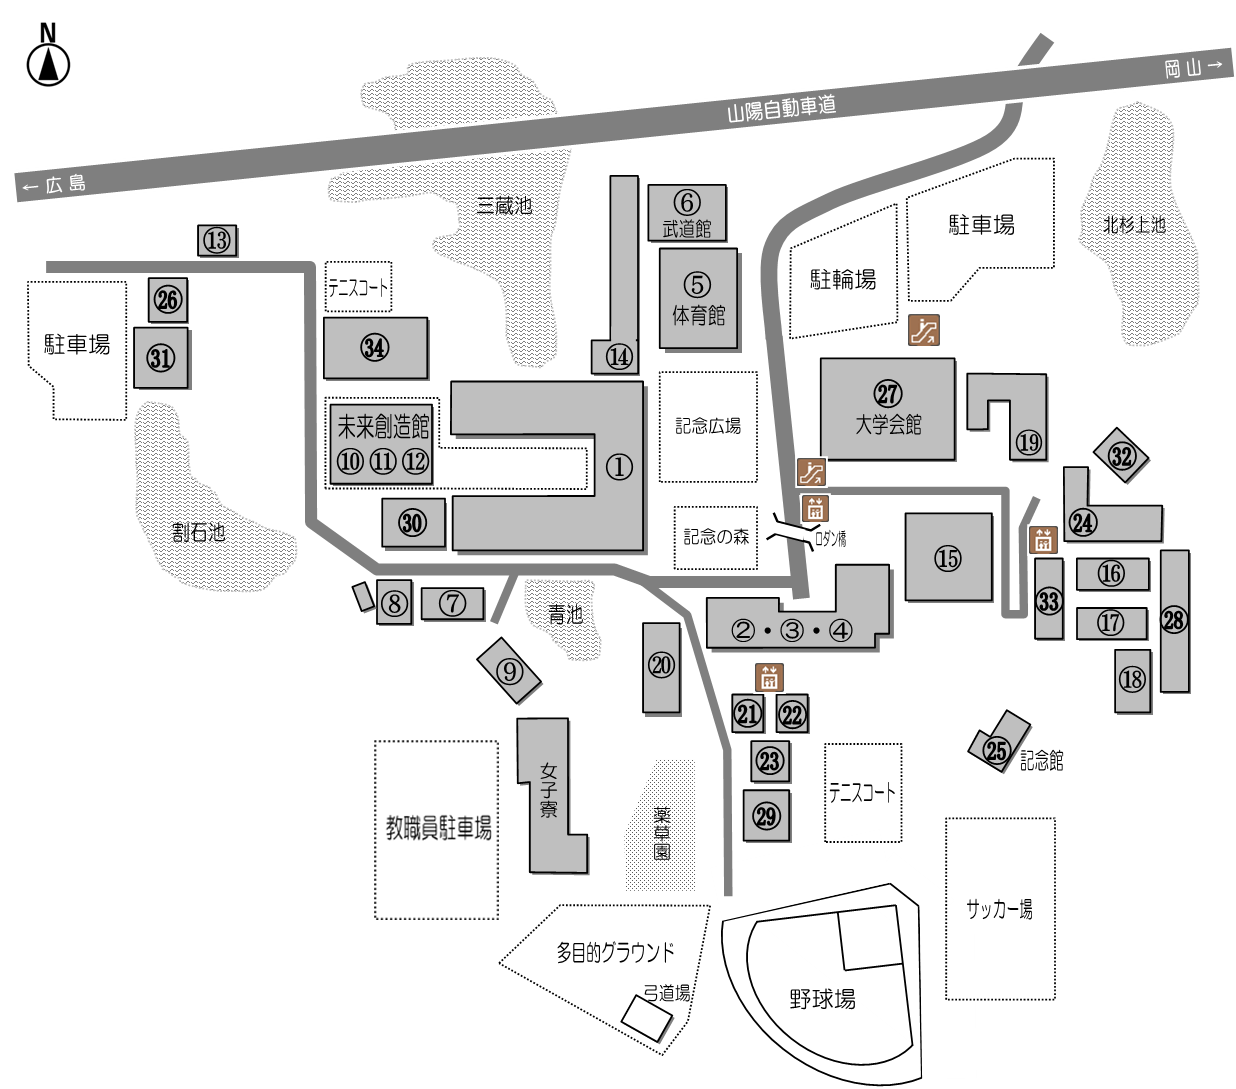 N
岡山→
山陽自動車道
←広島
三蔵池
北杉上池
⑥
武道館
⑬
駐車場
駐輪場
テニスコート
⑤
体育館
㉖
駐車場
㉛
㉞
⑭
㉗
大学会館
⑲
未来創造館
⑩ ⑪ ⑫
①
記念広場
㉜
割石池
㉚
記念の森
ロダン橋
㉔
⑮
⑯
⑧
⑦
青池
㉝
⑰
㉘
②・③・④
⑨
⑳
⑱
㉑
㉒
㉕
記念館
㉓
女子寮
テニスコート
㉙
教職員駐車場
薬草園
サッカー場
多目的グラウンド
弓道場
野球場